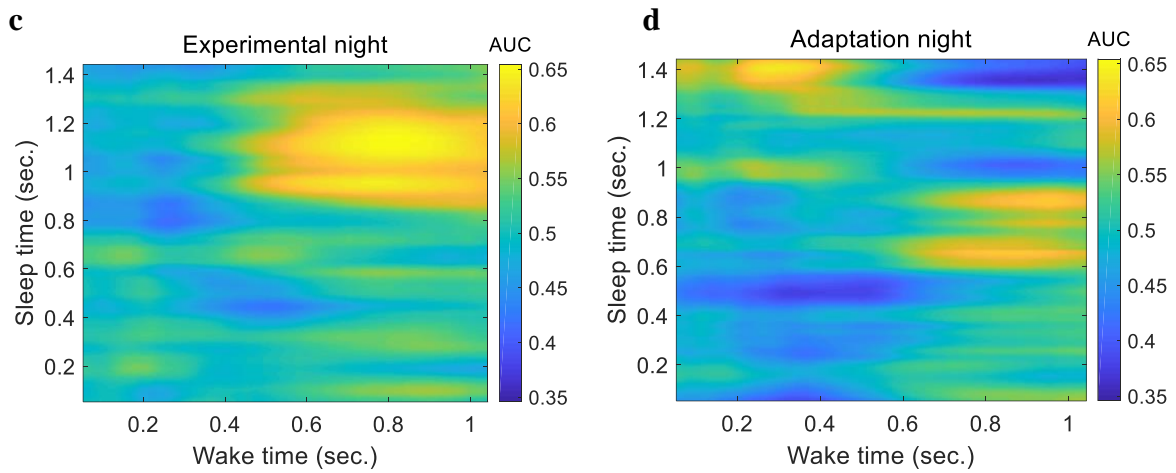 c
Experimental night
AUC
Sleep time (sec.)
1.4
1.2
1
0.8
0.6
0.4
0.2
0.2 0.4 0.6 0.8 1
Wake time (sec.)
0.65
0.6
0.55
0.5
0.45
0.4
0.35
d
Adaptation night
AUC
Sleep time (sec.)
1.4
1.2
1
0.8
0.6
0.4
0.2
0.2 0.4 0.6 0.8 1
Wake time (sec.)
0.65
0.6
0.55
0.5
0.45
0.4
0.35